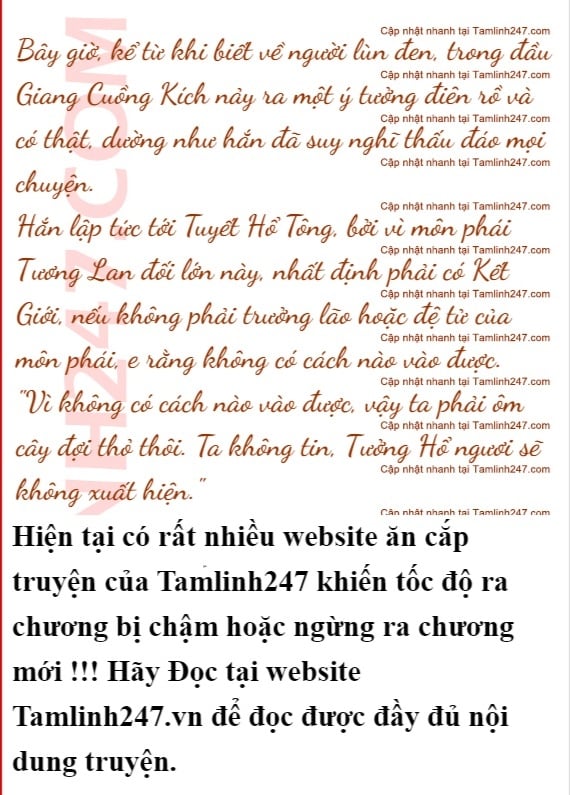 Cập nhật nhanh tại Tamlinh247.com
Bây giờ, kể từ khi biết về người lùn đen, trong đầu
Cập nhật nhanh tại Tamlinh247.com
Giang Cuồng Kích nảy ra một ý tưởng điên rồ và
Cập nhật nhanh tại Tamlinh247.com
có thật, dường như hắn đã suy nghĩ thấu đáo mọi
Cập nhật nhanh tại Tamlinh247.com
chuyện.
Cập nhật nhanh tại Tamlinh247.com
Hắn lập tức tới Tuyết Hổ Tông, bởi vì môn phái
Cập nhật nhanh tại Tamlinh247.com
Tương Lan đối lớn này, nhất định phải có Kết
Cập nhật nhanh tại Tamlinh247.com
Giới, nếu không phải trưởng lão hoặc đệ tử của
Cập nhật nhanh tại Tamlinh247.com
môn phái, e rằng không có cách nào vào được.
Cập nhật nhanh tại Tamlinh247.com
"Vì không có cách nào vào được, vậy ta phải ôm
Cập nhật nhanh tại Tamlinh247.com
cây đợi thỏ thôi. Ta không tin, Tưởng Hổ ngươi sẽ
Cập nhật nhanh tại Tamlinh247.com
không xuất hiện."
Cập nhật nhanh tại Tamlinh247.com
NH247.COM
Hiện tại có rất nhiều website ăn cắp
truyện của Tamlinh247 khiến tốc độ ra
chương bị chậm hoặc ngừng ra chương
mới !!! Hãy Đọc tại website
Tamlinh247.vn để đọc được đầy đủ nội
dung truyện.